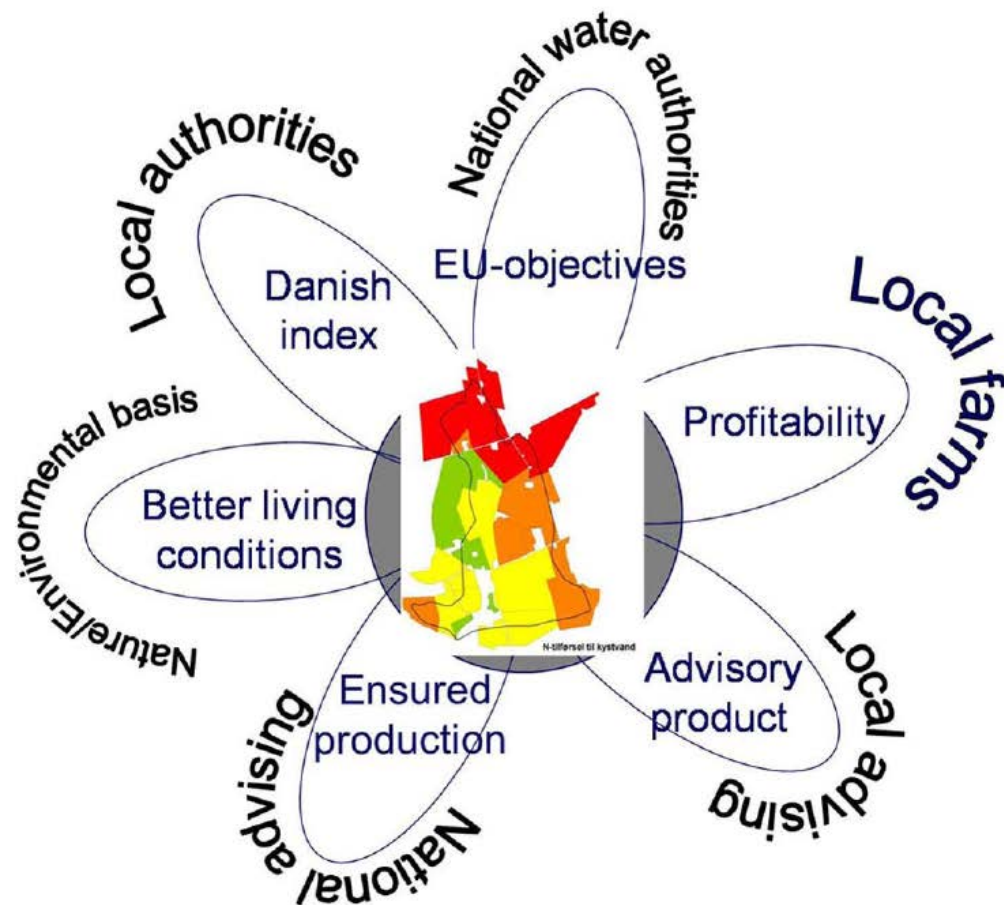 National water authorities
EU-objectives
Local authorities
Danish
index
Local farms
Profitability
Nature/Environmental basis
Better living
conditions
N-tilførsel til kystvand
National advising
Ensured
production
Local advising
Advisory
product